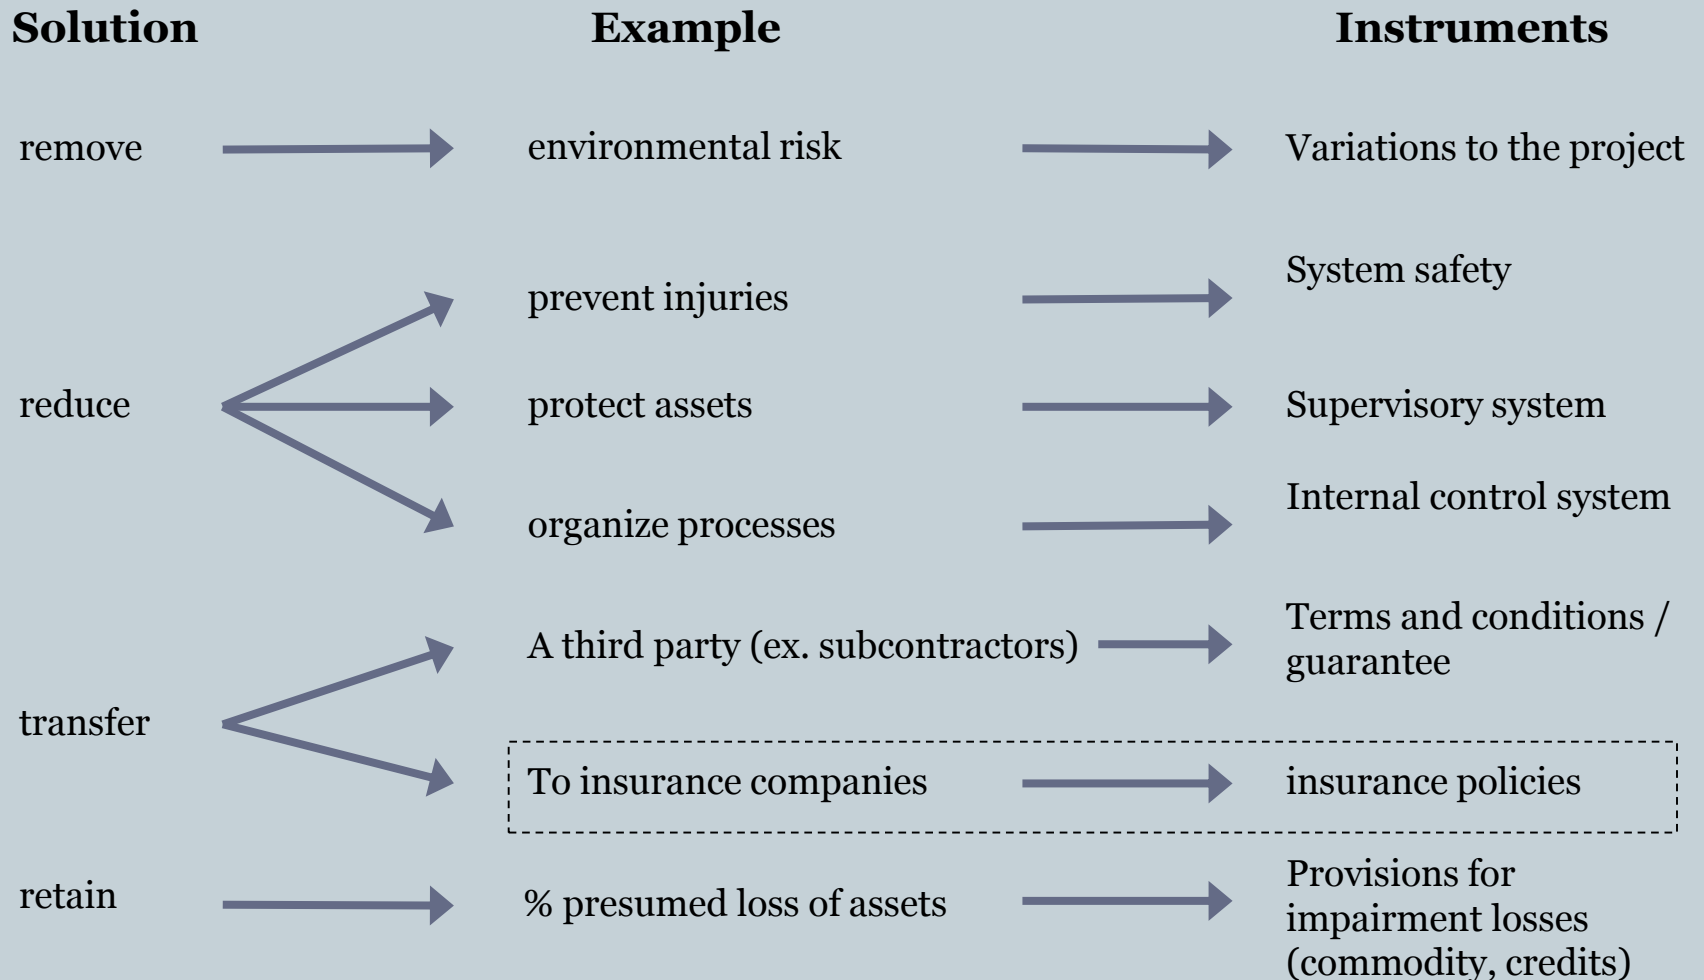 Solution Example Instruments
remove environmental risk Variations to the project
prevent injuries System safety
reduce protect assets Supervisory system
organize processes Internal control system
A third party (ex. subcontractors) Terms and conditions /
guarantee
transfer
To insurance companies insurance policies
retain % presumed loss of assets Provisions for
impairment losses
(commodity, credits)